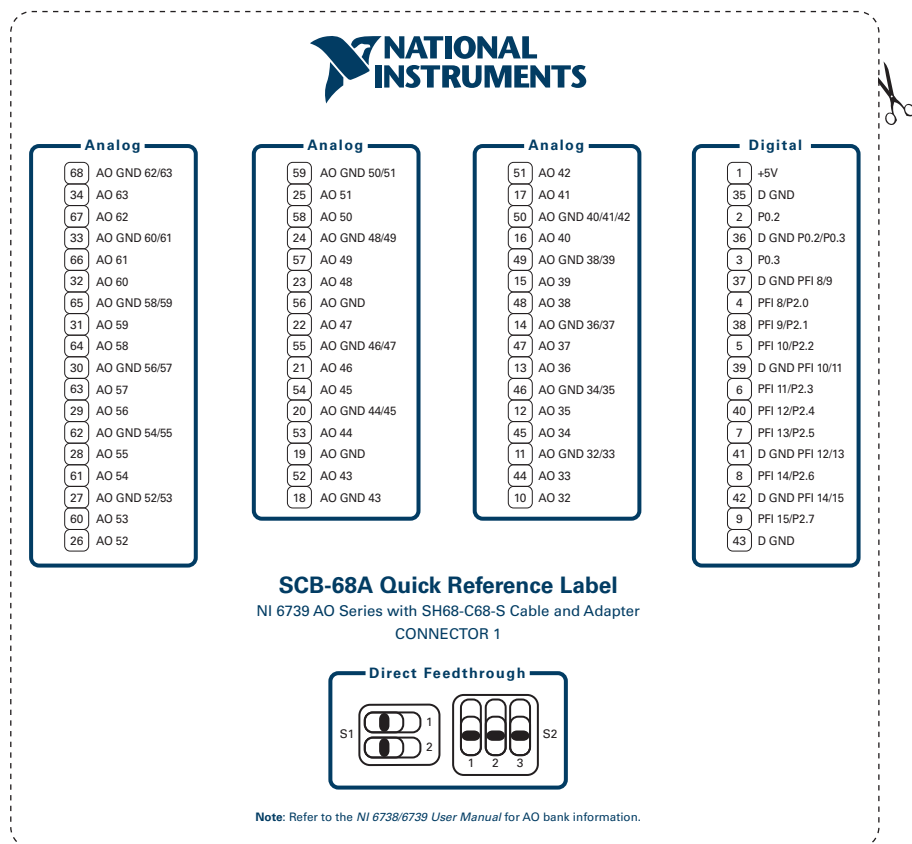 NATIONAL
INSTRUMENTS
Analog
68 AO GND 62/63
34 AO 63
67 AO 62
33 AO GND 60/61
66 AO 61
32 AO 60
65 AO GND 58/59
31 AO 59
64 AO 58
30 AO GND 56/57
63 AO 57
29 AO 56
62 AO GND 54/55
28 AO 55
61 AO 54
27 AO GND 52/53
60 AO 53
26 AO 52
Analog
59 AO GND 50/51
25 AO 51
58 AO 50
24 AO GND 48/49
57 AO 49
23 AO 48
56 AO GND
22 AO 47
55 AO GND 46/47
21 AO 46
54 AO 45
20 AO GND 44/45
53 AO 44
19 AO GND
52 AO 43
18 AO GND 43
Analog
51 AO 42
17 AO 41
50 AO GND 40/41/42
16 AO 40
49 AO GND 38/39
15 AO 39
48 AO 38
14 AO GND 36/37
47 AO 37
13 AO 36
46 AO GND 34/35
12 AO 35
45 AO 34
11 AO GND 32/33
44 AO 33
10 AO 32
Digital
1 +5V
35 D GND
2 P0.2
36 D GND P0.2/P0.3
3 P0.3
37 D GND PFI 8/9
4 PFI 8/P2.0
38 PFI 9/P2.1
5 PFI 10/P2.2
39 D GND PFI 10/11
6 PFI 11/P2.3
40 PFI 12/P2.4
7 PFI 13/P2.5
41 D GND PFI 12/13
8 PFI 14/P2.6
42 D GND PFI 14/15
9 PFI 15/P2.7
43 D GND
SCB-68A Quick Reference Label
NI 6739 AO Series with SH68-C68-S Cable and Adapter
CONNECTOR 1
Direct Feedthrough
S1 1
2
S2
1 2 3
Note: Refer to the NI 6738/6739 User Manual for AO bank information.